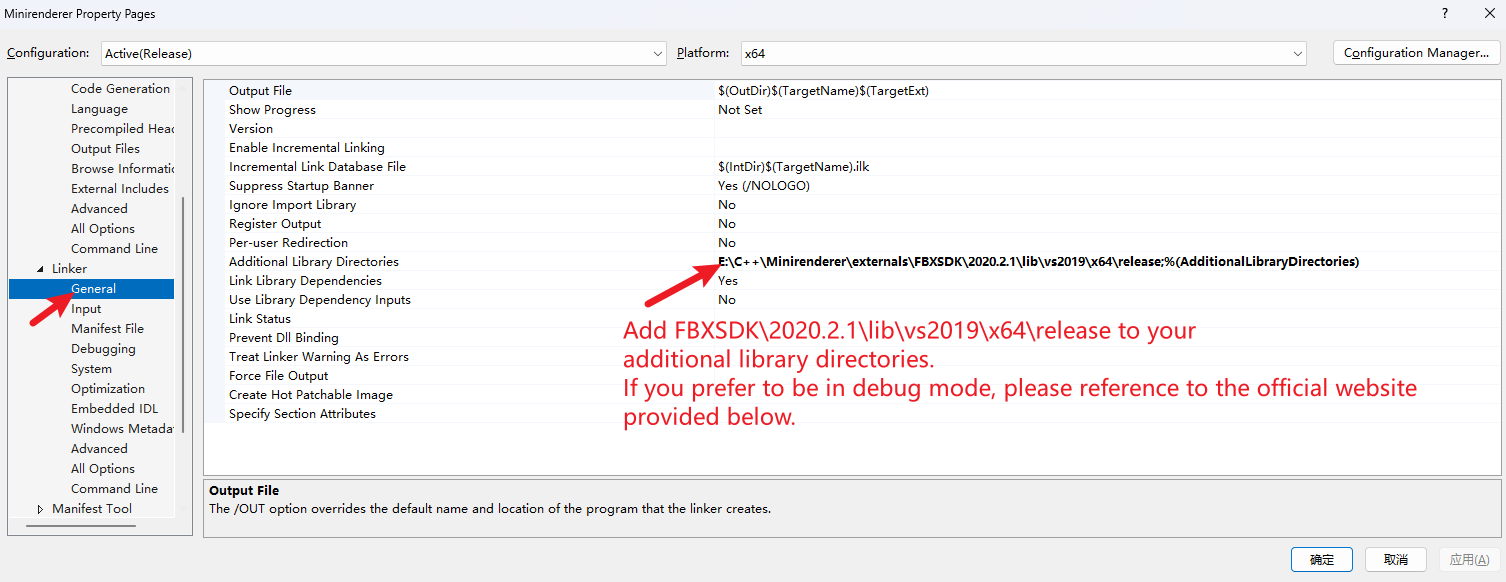 Minirenderer Property Pages
?
Configuration: Active(Release) Platform: x64 Configuration Manager...
Code Generation
Language
Precompiled Head
Output Files
Browse Informatic
External Includes
Advanced
All Options
Command Line
Linker
General
Input
Manifest File
Debugging
System
Optimization
Embedded IDL
Windows Metadat
Advanced
All Options
Command Line
Manifest Tool
Output File $(OutDir)$(TargetName)$(TargetExt)
Show Progress Not Set
Version
Enable Incremental Linking
Incremental Link Database File $(IntDir)$(TargetName).ilk
Suppress Startup Banner Yes (/NOLOGO)
Ignore Import Library No
Register Output No
Per-user Redirection No
Additional Library Directories E:\C++\Minirenderer\externals\FBXSDK\2020.2.1\lib\vs2019\x64\release;%(AdditionalLibraryDirectories)
Link Library Dependencies Yes
Use Library Dependency Inputs No
Link Status
Prevent Dll Binding
Treat Linker Warning As Errors
Force File Output
Create Hot Patchable Image
Specify Section Attributes
Add FBXSDK\2020.2.1\lib\vs2019\x64\release to your
additional library directories.
If you prefer to be in debug mode, please reference to the official website
provided below.
Output File
The /OUT option overrides the default name and location of the program that the linker creates.
确定 取消 应用(A)